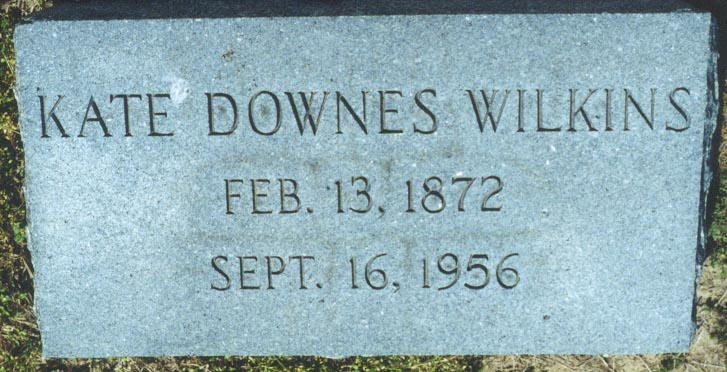 KATE DOWNES WILKINS
FEB. 13, 1872
SEPT. 16, 1956